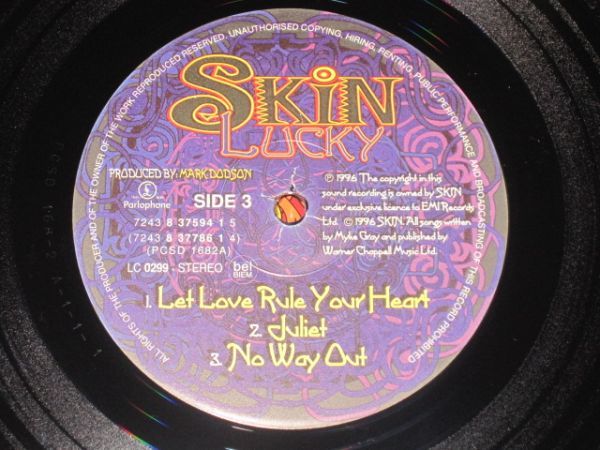 ALL RIGHTS OF THE PRODUCER AND OF THE OWNER OF THE WORK REPRODUCED RESERVED. UNAUTHORISED COPYING, HIRING, RENTING, PUBLIC PERFORMANCE AND BROADCASTING OF THIS RECORD PROHIBITED
SKIN
LUCKY
PRODUCED BY: MARK DODSON
Parlophone
SIDE 3
7243 8 37594 1 5
(7243 8 37786 1 4)
(PCSD 1682A)
LC 0299 - STEREO
bel
BIEM
℗ 1996 The copyright in this
sound recording is owned by SKIN
under exclusive licence to EMI Records
Ltd. © 1996 SKIN. All songs written
by Myke Gray and published by
Warner Chappell Music Ltd.
1. Let Love Rule Your Heart
2. Juliet
3. No Way Out